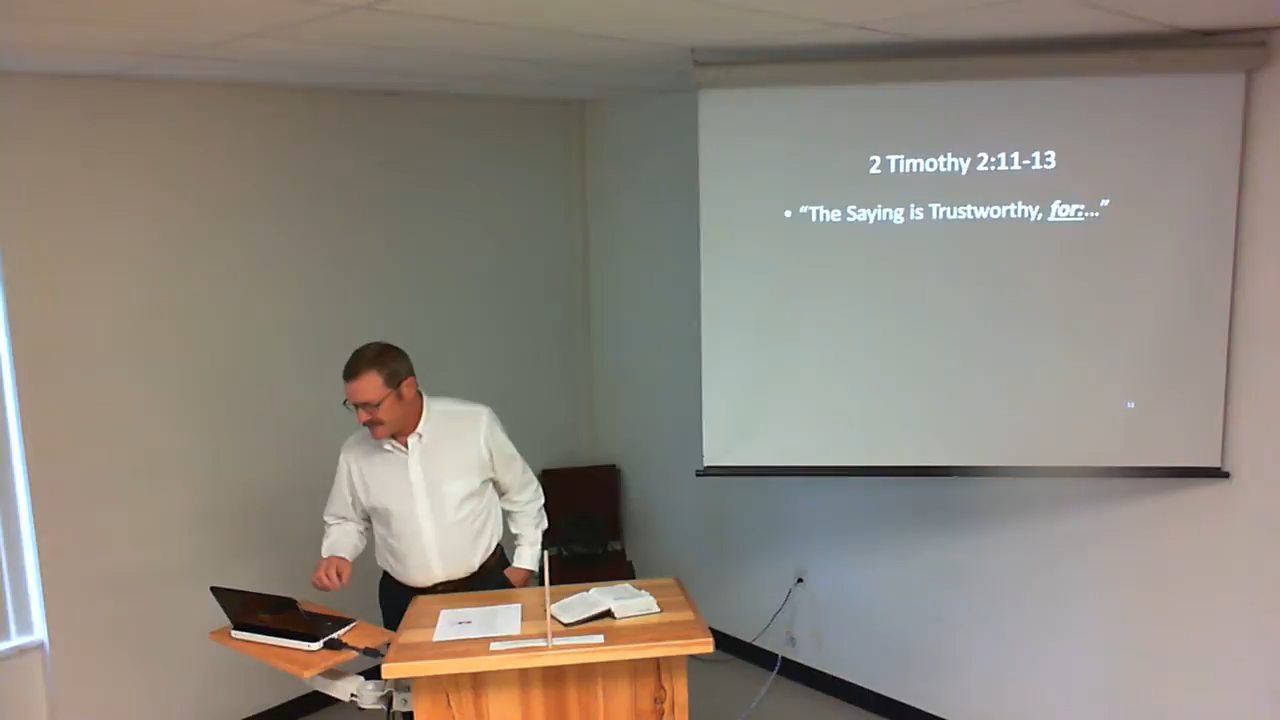 2 Timothy 2:11-13
• “The Saying is Trustworthy, for:…”